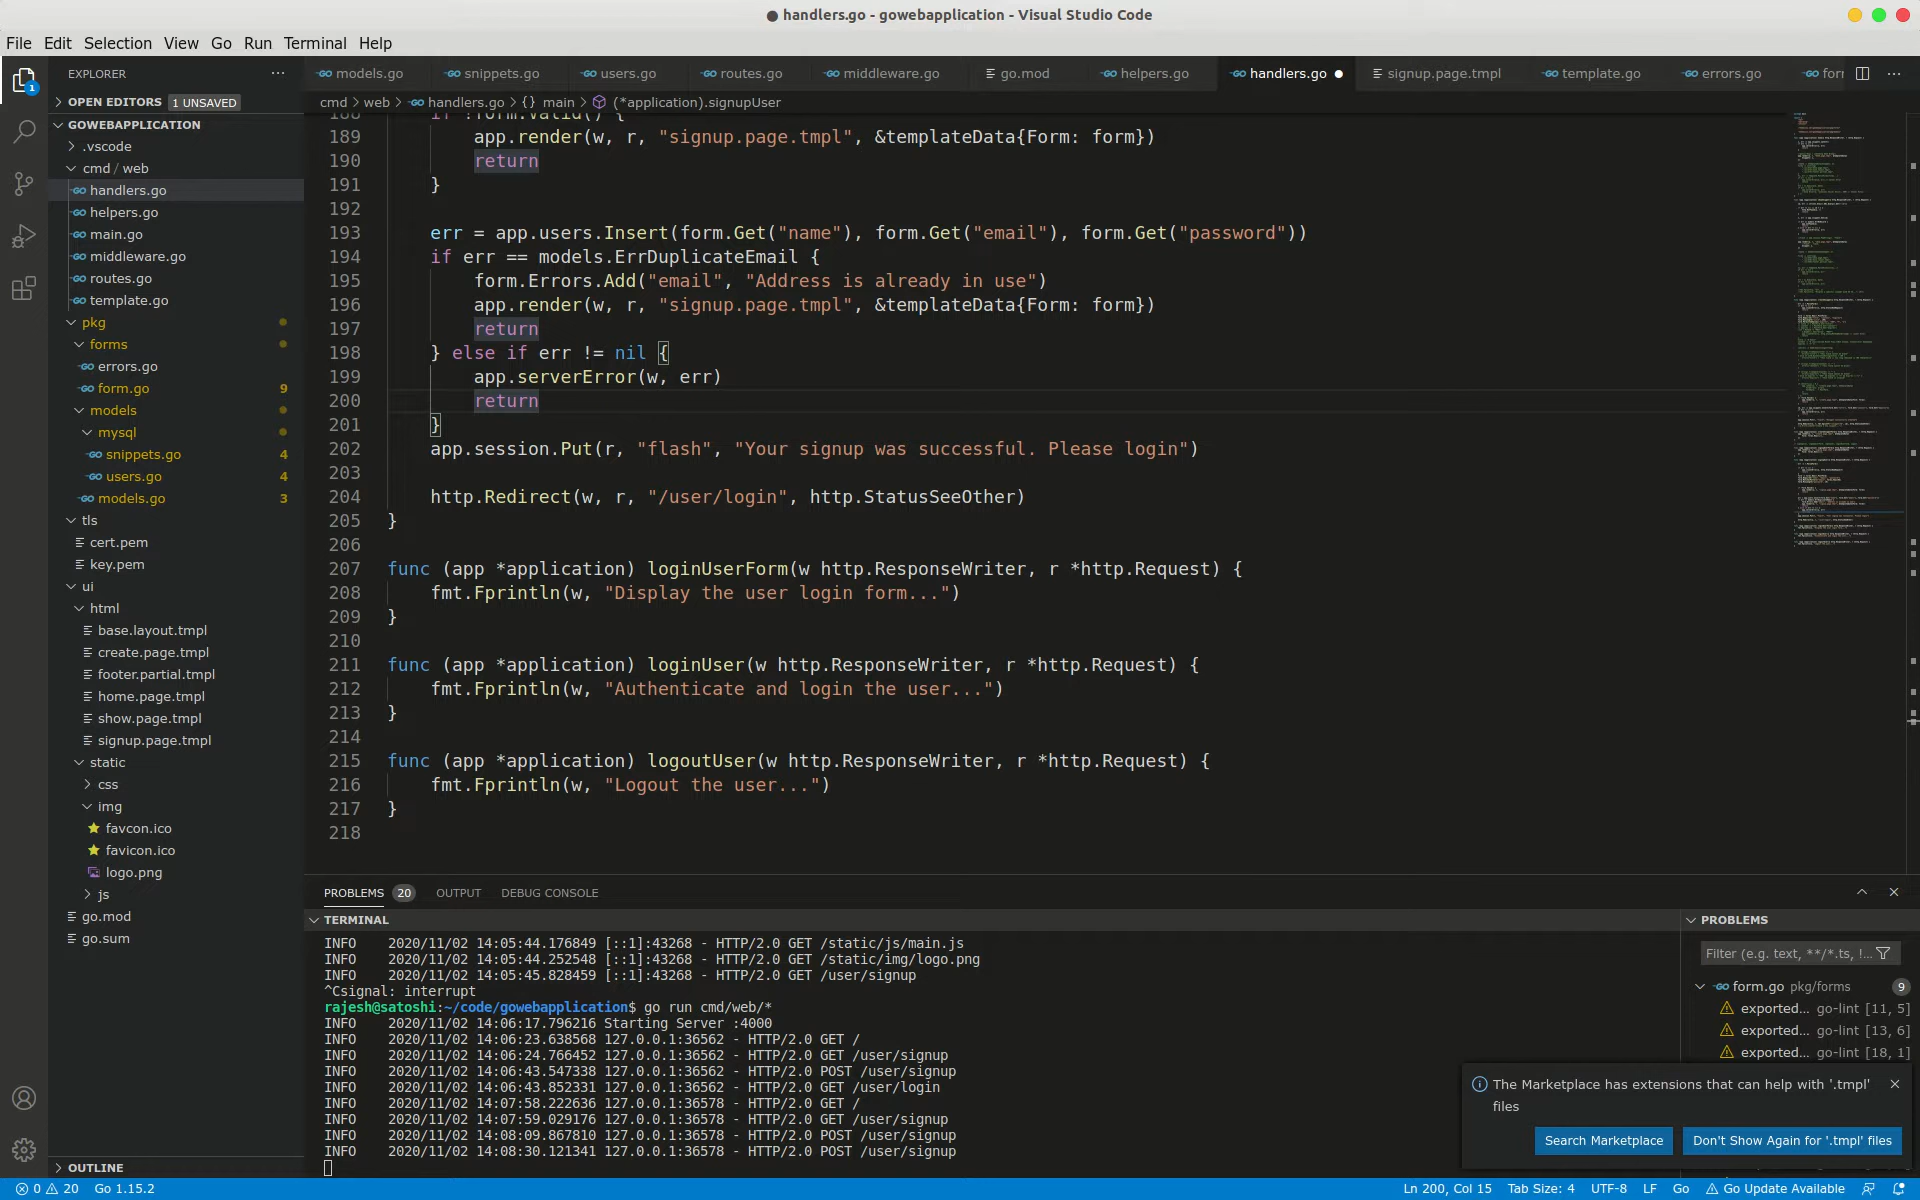 ● handlers.go - gowebapplication - Visual Studio Code
File Edit Selection View Go Run Terminal Help
EXPLORER ···
models.go snippets.go users.go routes.go middleware.go go.mod helpers.go handlers.go ● signup.page.tmpl template.go errors.go forr ···
1
OPEN EDITORS 1 UNSAVED
cmd > web > handlers.go > {} main > (*application).signupUser
GOWEBAPPLICATION
.vscode
cmd / web
handlers.go
helpers.go
main.go
middleware.go
routes.go
template.go
pkg
forms
errors.go
form.go 9
models
mysql
snippets.go 4
users.go 4
models.go 3
tls
cert.pem
key.pem
ui
html
base.layout.tmpl
create.page.tmpl
footer.partial.tmpl
home.page.tmpl
show.page.tmpl
signup.page.tmpl
static
css
img
favcon.ico
favicon.ico
logo.png
js
go.mod
go.sum
OUTLINE
188 if !form.Valid() {
189 app.render(w, r, "signup.page.tmpl", &templateData{Form: form})
190 return
191 }
192
193 err = app.users.Insert(form.Get("name"), form.Get("email"), form.Get("password"))
194 if err == models.ErrDuplicateEmail {
195 form.Errors.Add("email", "Address is already in use")
196 app.render(w, r, "signup.page.tmpl", &templateData{Form: form})
197 return
198 } else if err != nil {
199 app.serverError(w, err)
200 return
201 }
202 app.session.Put(r, "flash", "Your signup was successful. Please login")
203
204 http.Redirect(w, r, "/user/login", http.StatusSeeOther)
205 }
206
207 func (app *application) loginUserForm(w http.ResponseWriter, r *http.Request) {
208 fmt.Fprintln(w, "Display the user login form...")
209 }
210
211 func (app *application) loginUser(w http.ResponseWriter, r *http.Request) {
212 fmt.Fprintln(w, "Authenticate and login the user...")
213 }
214
215 func (app *application) logoutUser(w http.ResponseWriter, r *http.Request) {
216 fmt.Fprintln(w, "Logout the user...")
217 }
218
PROBLEMS 20 OUTPUT DEBUG CONSOLE
TERMINAL
INFO 2020/11/02 14:05:44.176849 [::1]:43268 - HTTP/2.0 GET /static/js/main.js
INFO 2020/11/02 14:05:44.252548 [::1]:43268 - HTTP/2.0 GET /static/img/logo.png
INFO 2020/11/02 14:05:45.828459 [::1]:43268 - HTTP/2.0 GET /user/signup
^Csignal: interrupt
rajesh@satoshi:~/code/gowebapplication$ go run cmd/web/*
INFO 2020/11/02 14:06:17.796216 Starting Server :4000
INFO 2020/11/02 14:06:23.638568 127.0.0.1:36562 - HTTP/2.0 GET /
INFO 2020/11/02 14:06:24.766452 127.0.0.1:36562 - HTTP/2.0 GET /user/signup
INFO 2020/11/02 14:06:43.547338 127.0.0.1:36562 - HTTP/2.0 POST /user/signup
INFO 2020/11/02 14:06:43.852331 127.0.0.1:36562 - HTTP/2.0 GET /user/login
INFO 2020/11/02 14:07:58.222636 127.0.0.1:36578 - HTTP/2.0 GET /
INFO 2020/11/02 14:07:59.029176 127.0.0.1:36578 - HTTP/2.0 GET /user/signup
INFO 2020/11/02 14:08:09.867810 127.0.0.1:36578 - HTTP/2.0 POST /user/signup
INFO 2020/11/02 14:08:30.121341 127.0.0.1:36578 - HTTP/2.0 POST /user/signup
PROBLEMS
Filter (e.g. text, **/*.ts, !...
form.go pkg/forms 9
exported... go-lint [11, 5]
exported... go-lint [13, 6]
exported... go-lint [18, 1]
The Marketplace has extensions that can help with '.tmpl'
files
Search Marketplace Don't Show Again for '.tmpl' files
0 20 Go 1.15.2 Ln 200, Col 15 Tab Size: 4 UTF-8 LF Go Go Update Available